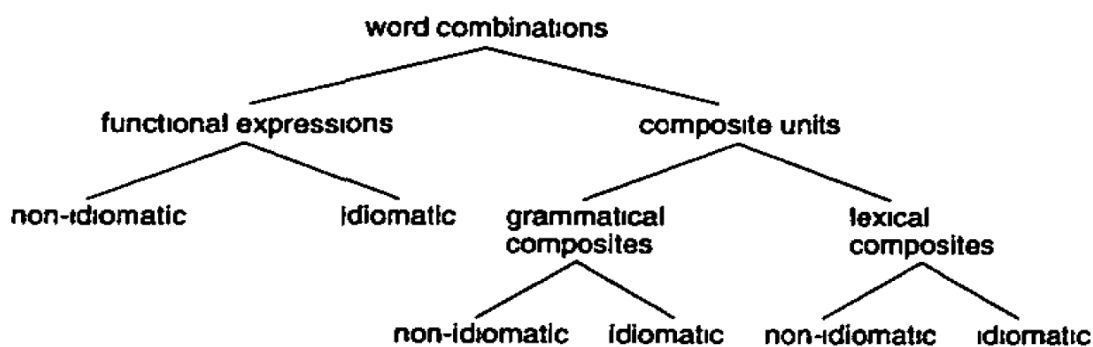 word combinations
functional expressions composite units
non-idiomatic idiomatic grammatical composites lexical composites
non-idiomatic idiomatic non-idiomatic idiomatic